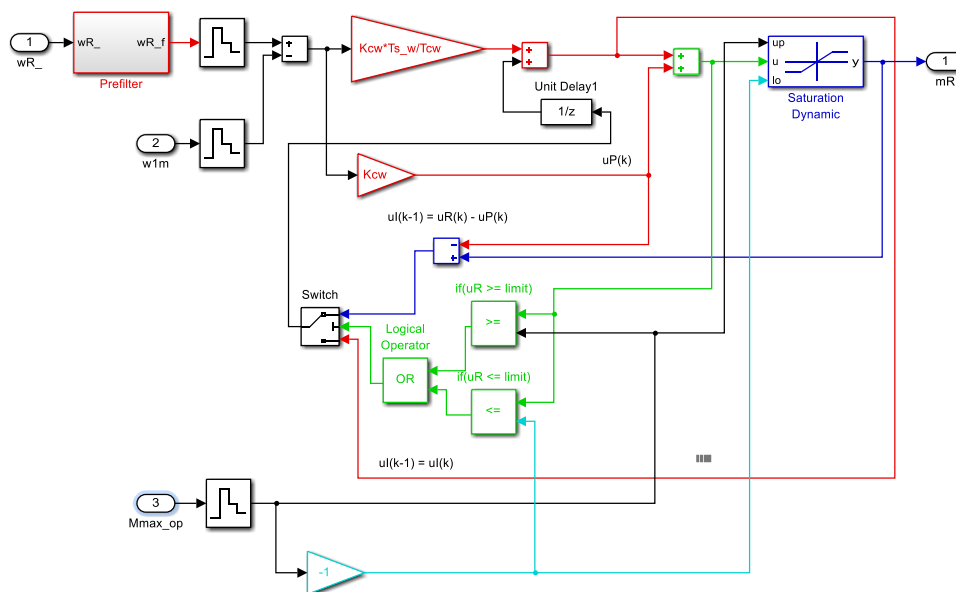 1
wR_
wR_
wR_f
Prefilter
+
-
Kcw*Ts_w/Tcw
+
+
+
+
up
u
lo
y
Saturation
Dynamic
1
mR
Unit Delay1
1/z
2
w1m
Kcw
uP(k)
uI(k-1) = uR(k) - uP(k)
-
+
Switch
if(uR >= limit)
>=
Logical
Operator
OR
if(uR <= limit)
<=
uI(k-1) = uI(k)
3
Mmax_op
-1